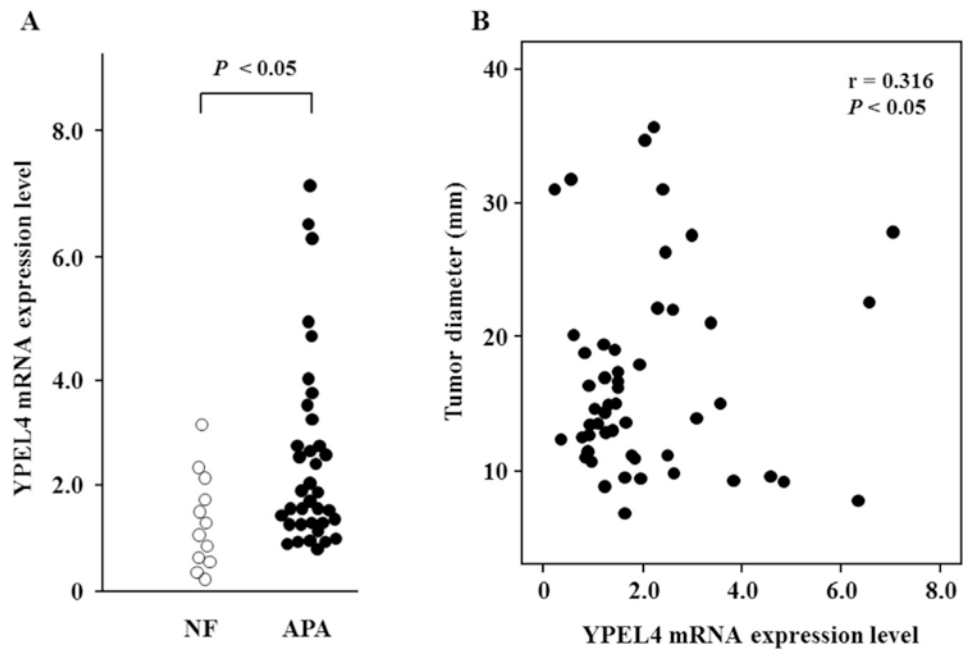 A
P < 0.05
YPEL4 mRNA expression level
8.0
6.0
4.0
2.0
0
NF APA
B
r = 0.316
P < 0.05
Tumor diameter (mm)
40
30
20
10
0 2.0 4.0 6.0 8.0
YPEL4 mRNA expression level